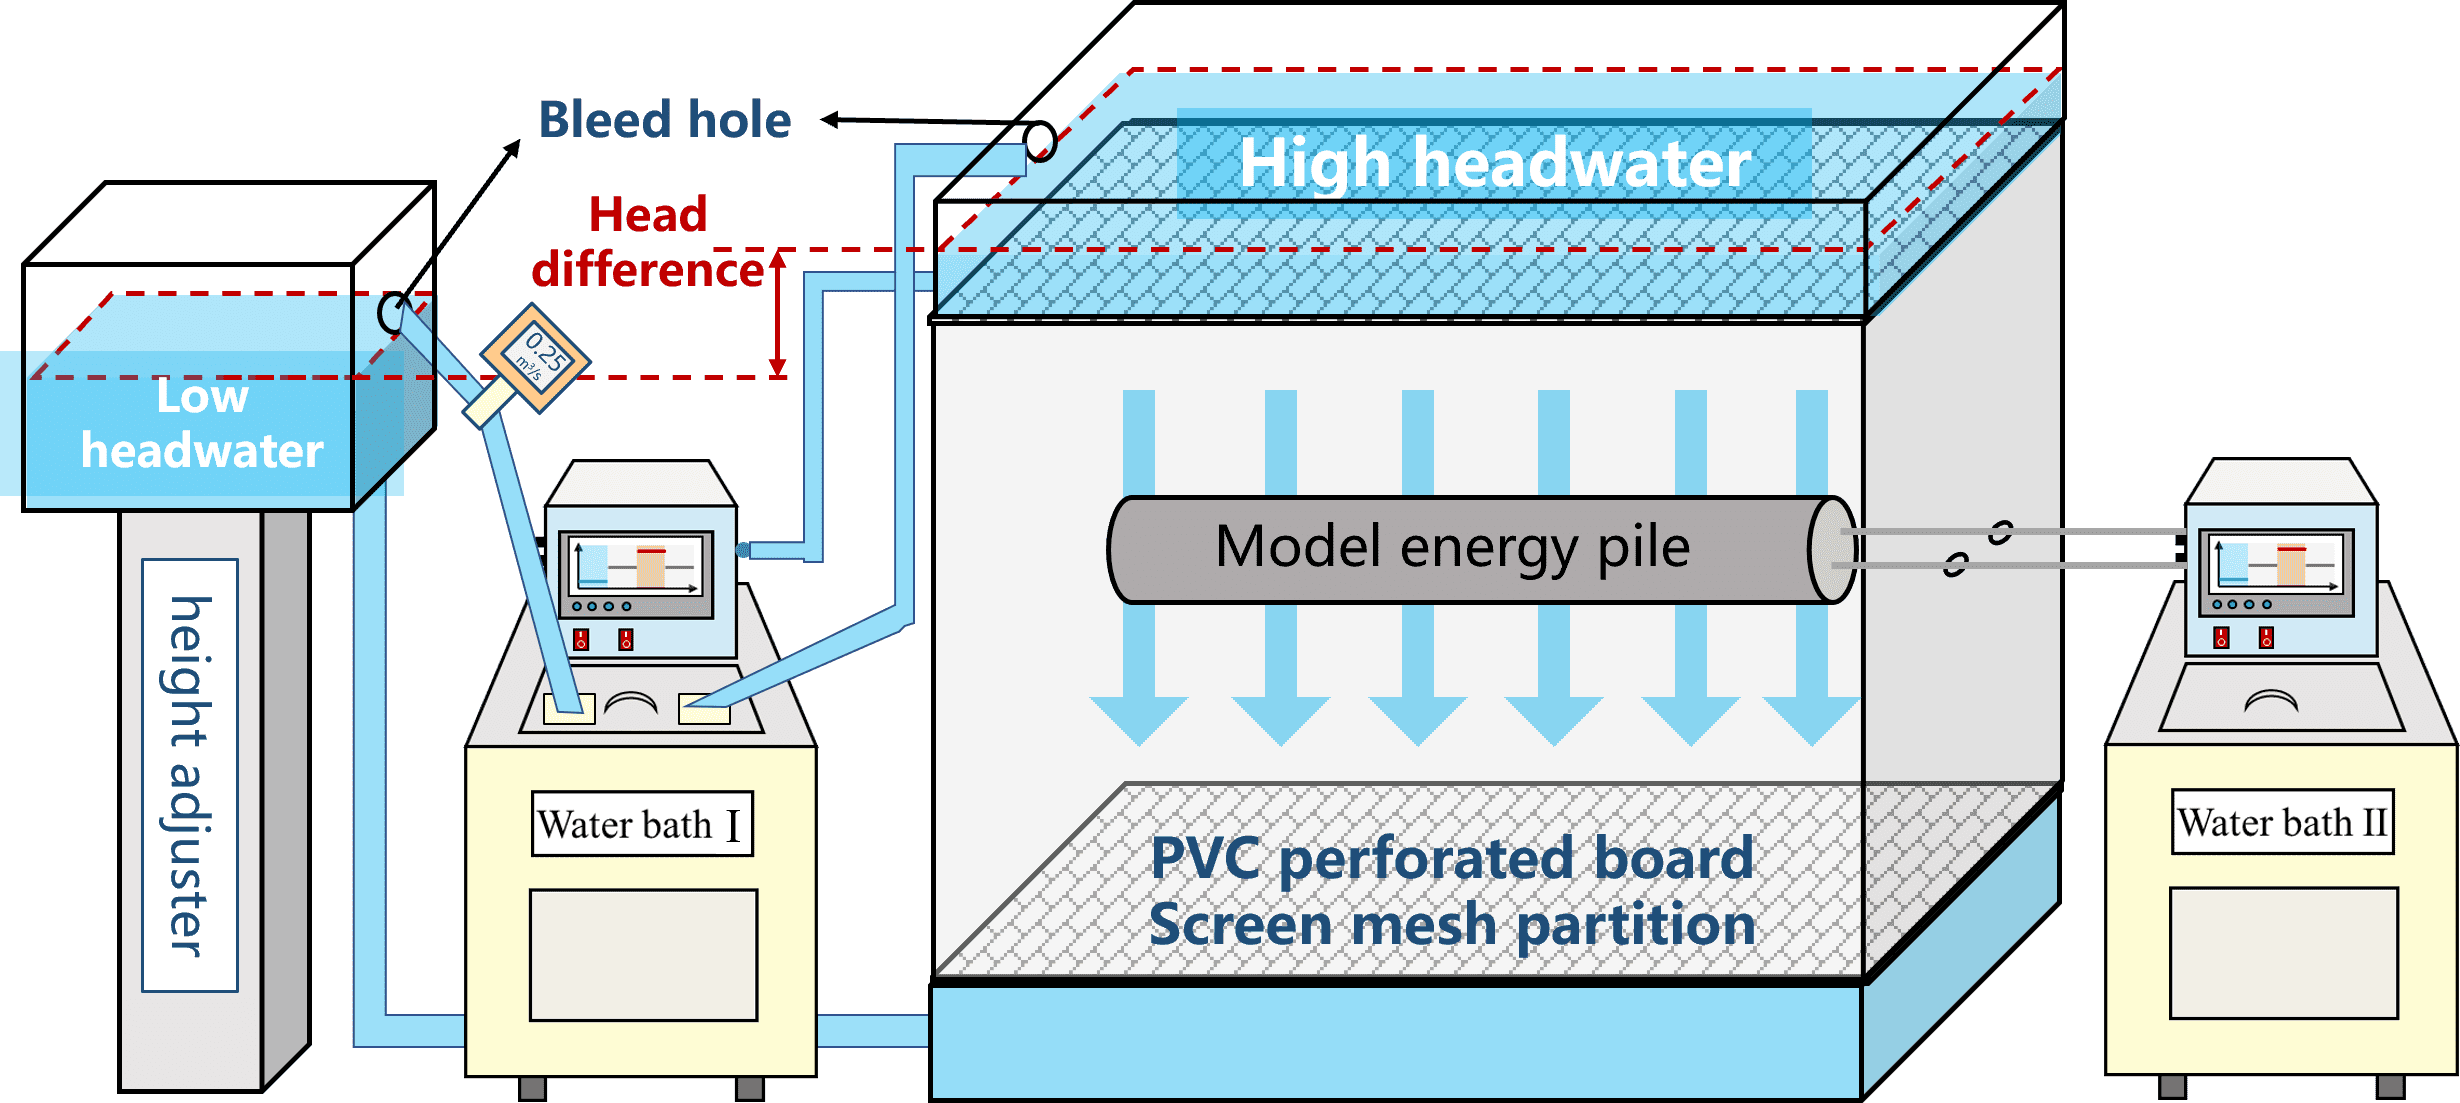 Bleed hole
High headwater
Head
difference
0.25
m³/s
Low
headwater
Model energy pile
height adjuster
Water bath I
Water bath II
PVC perforated board
Screen mesh partition